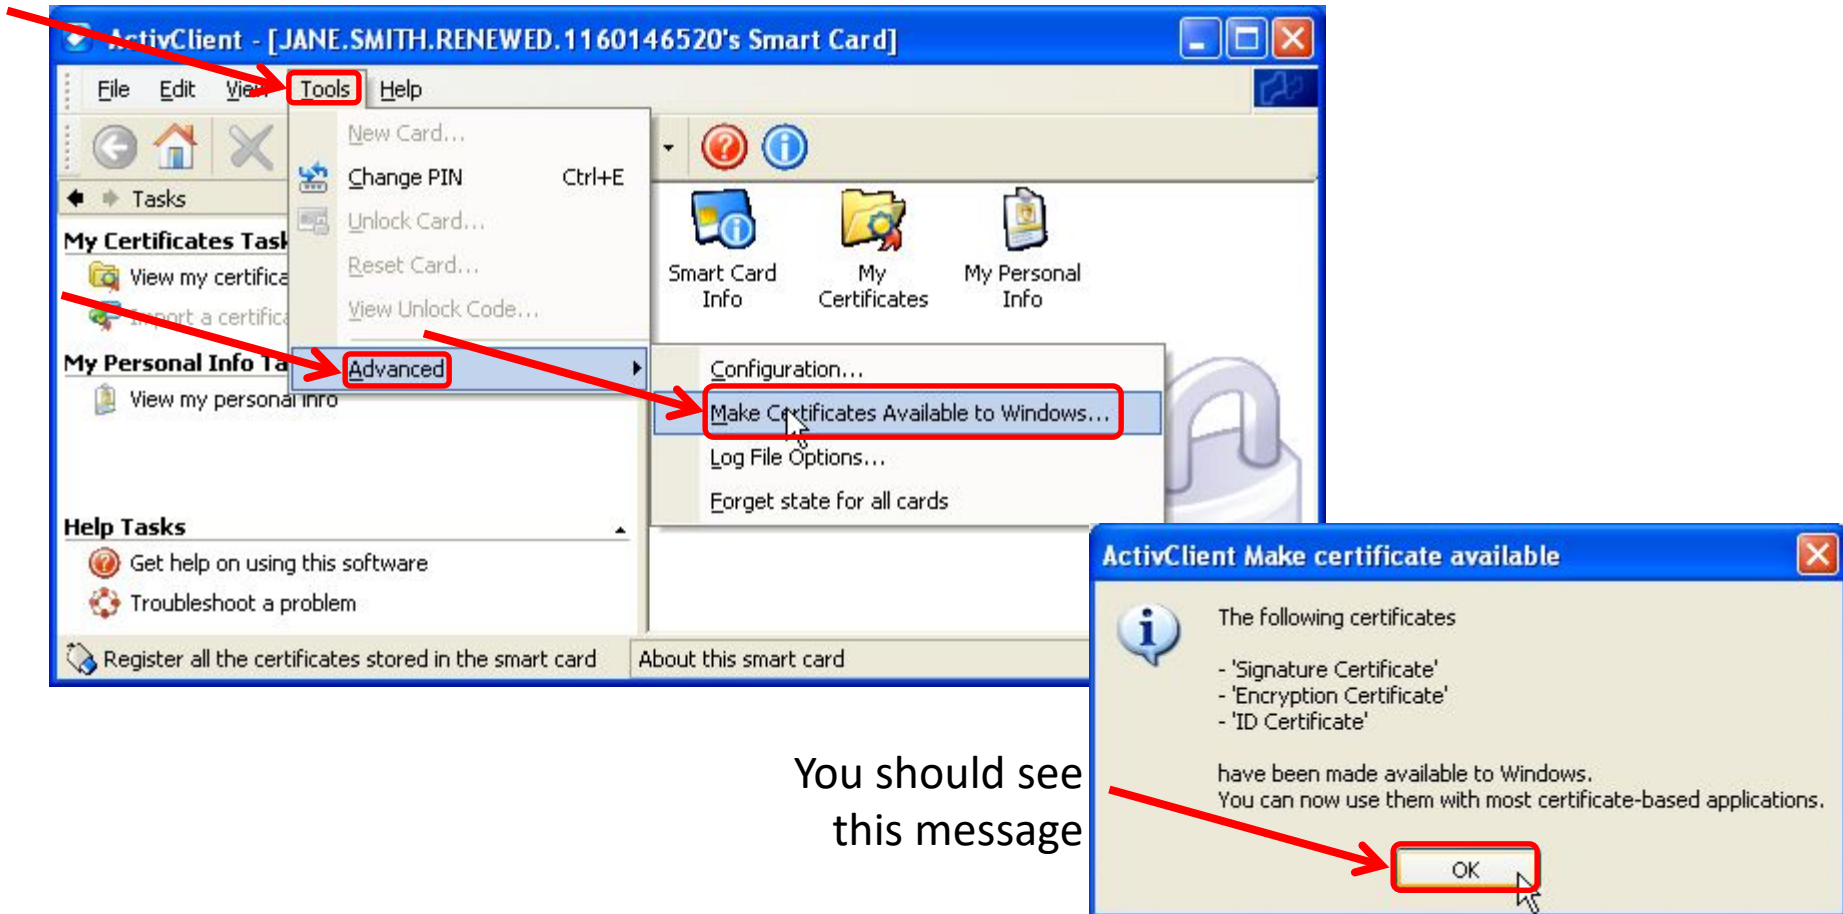 ActivClient - [JANE.SMITH.RENEWED.1160146520's Smart Card]
File Edit View Tools Help
New Card...
Change PIN Ctrl+E
Unlock Card...
Reset Card...
View Unlock Code...
Advanced
Configuration...
Make Certificates Available to Windows...
Log File Options...
Forget state for all cards
Tasks
My Certificates Task
View my certifica
Import a certifica
My Personal Info Ta
View my personal info
Help Tasks
Get help on using this software
Troubleshoot a problem
Smart Card
Info
My
Certificates
My Personal
Info
Register all the certificates stored in the smart card
About this smart card
ActivClient Make certificate available
The following certificates
- 'Signature Certificate'
- 'Encryption Certificate'
- 'ID Certificate'
have been made available to Windows.
You can now use them with most certificate-based applications.
OK
You should see
this message